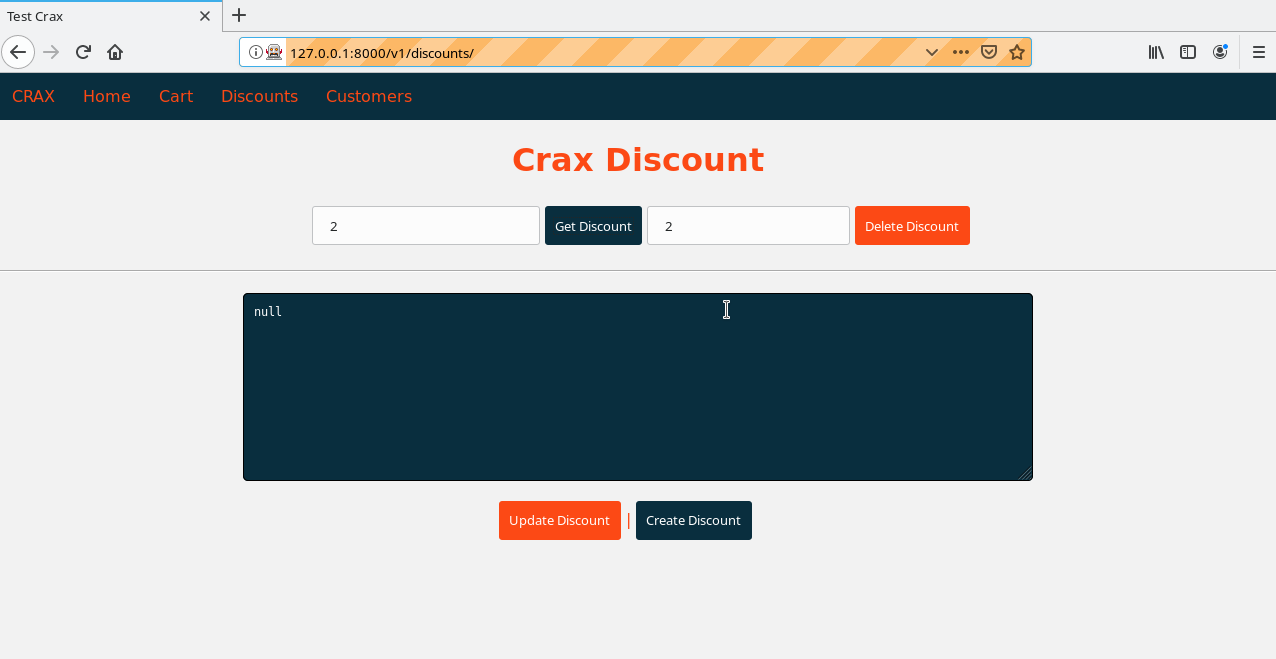 Test Crax
127.0.0.1:8000/v1/discounts/
CRAX Home Cart Discounts Customers
Crax Discount
2 Get Discount 2 Delete Discount
null
Update Discount | Create Discount